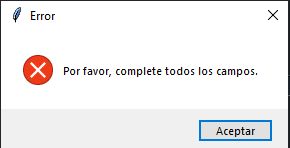 Error
Por favor, complete todos los campos.
Aceptar